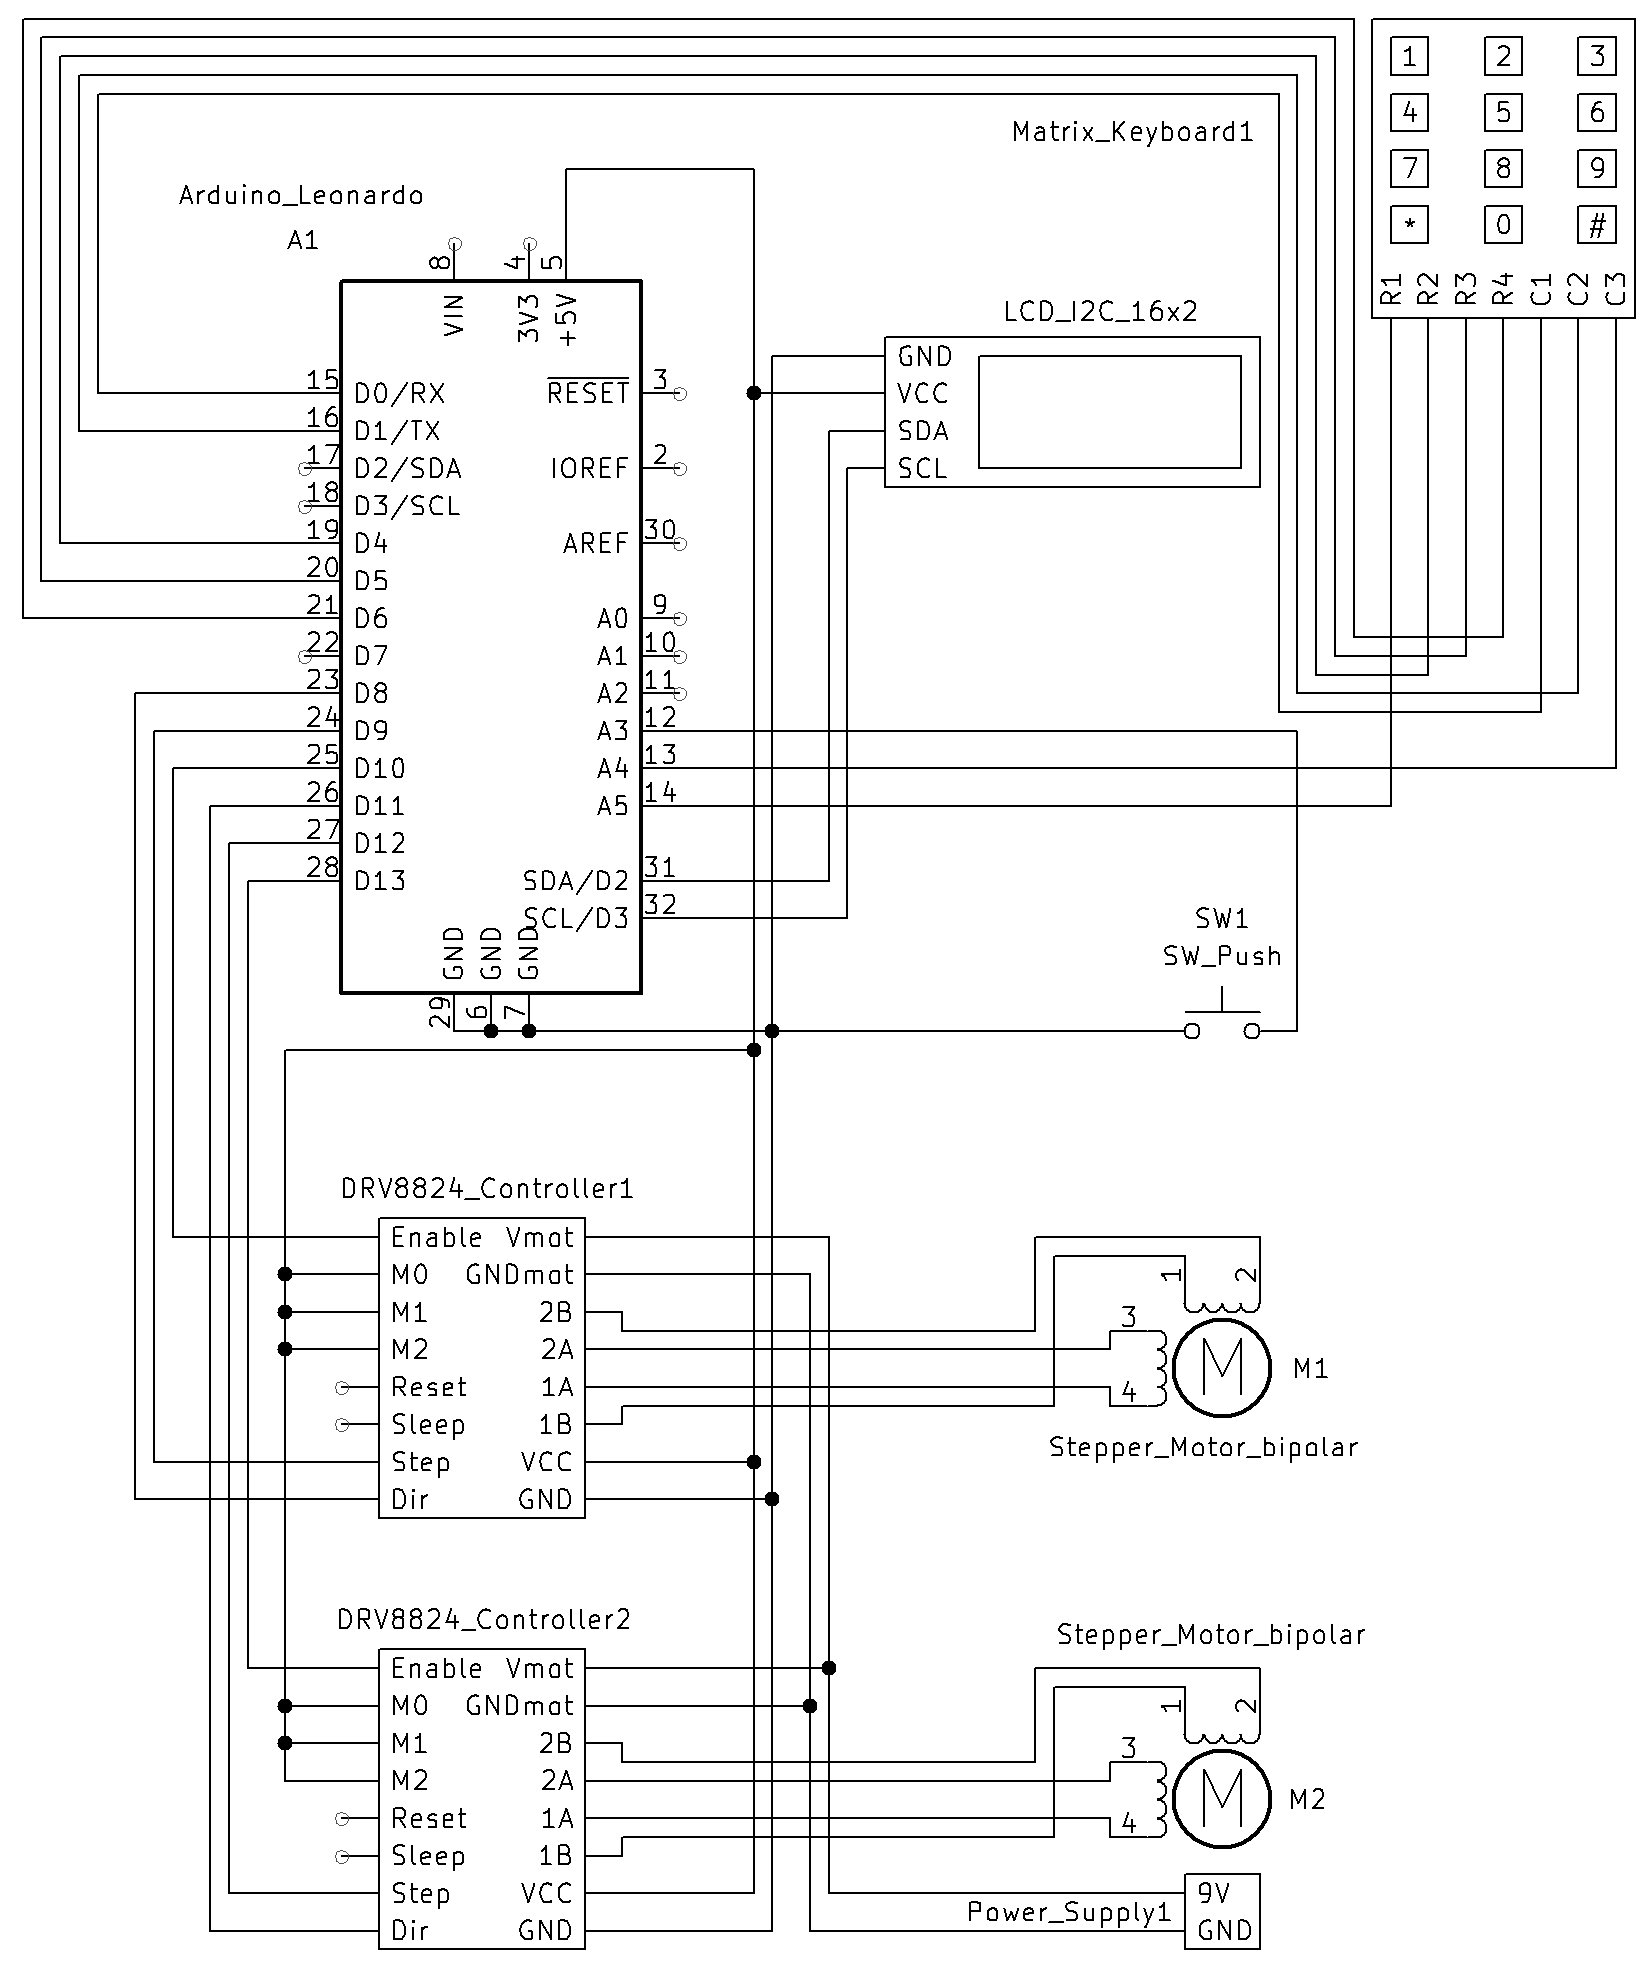 1 2 3
4 5 6
7 8 9
* 0 #
R1 R2 R3 R4 C1 C2 C3
Matrix_Keyboard1
Arduino_Leonardo
A1
8 4 5
VIN 3V3 +5V
15 D0/RX RESET 3
16 D1/TX
17 D2/SDA IOREF 2
18 D3/SCL
19 D4 AREF 30
20 D5
21 D6 A0 9
22 D7 A1 10
23 D8 A2 11
24 D9 A3 12
25 D10 A4 13
26 D11 A5 14
27 D12
28 D13 SDA/D2 31
SCL/D3 32
GND GND GND
29 6 7
LCD_I2C_16x2
GND
VCC
SDA
SCL
SW1
SW_Push
DRV8824_Controller1
Enable Vmot
M0 GNDmot
M1 2B
M2 2A
Reset 1A
Sleep 1B
Step VCC
Dir GND
1 2
3
4
M
M1
Stepper_Motor_bipolar
DRV8824_Controller2
Enable Vmot
M0 GNDmot
M1 2B
M2 2A
Reset 1A
Sleep 1B
Step VCC
Dir GND
Stepper_Motor_bipolar
1 2
3
4
M
M2
Power_Supply1
9V
GND